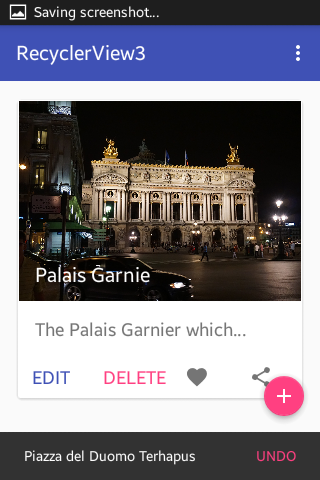 Saving screenshot...
RecyclerView3
Palais Garnie
The Palais Garnier which...
EDIT DELETE
Piazza del Duomo Terhapus UNDO